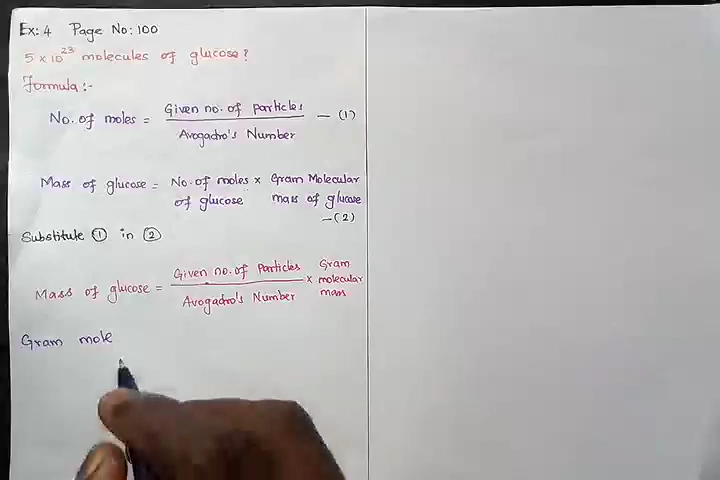 Ex: 4 Page No: 100
5 x 10²³ molecules of glucose?
Formula:-
No. of moles = Given no. of particles / Avogadro's Number — (1)
Mass of glucose = No. of moles x Gram Molecular
of glucose mass of glucose
— (2)
Substitute ① in ②
Mass of glucose = Given no. of Particles / Avogadro's Number x Gram molecular mass
Gram mole